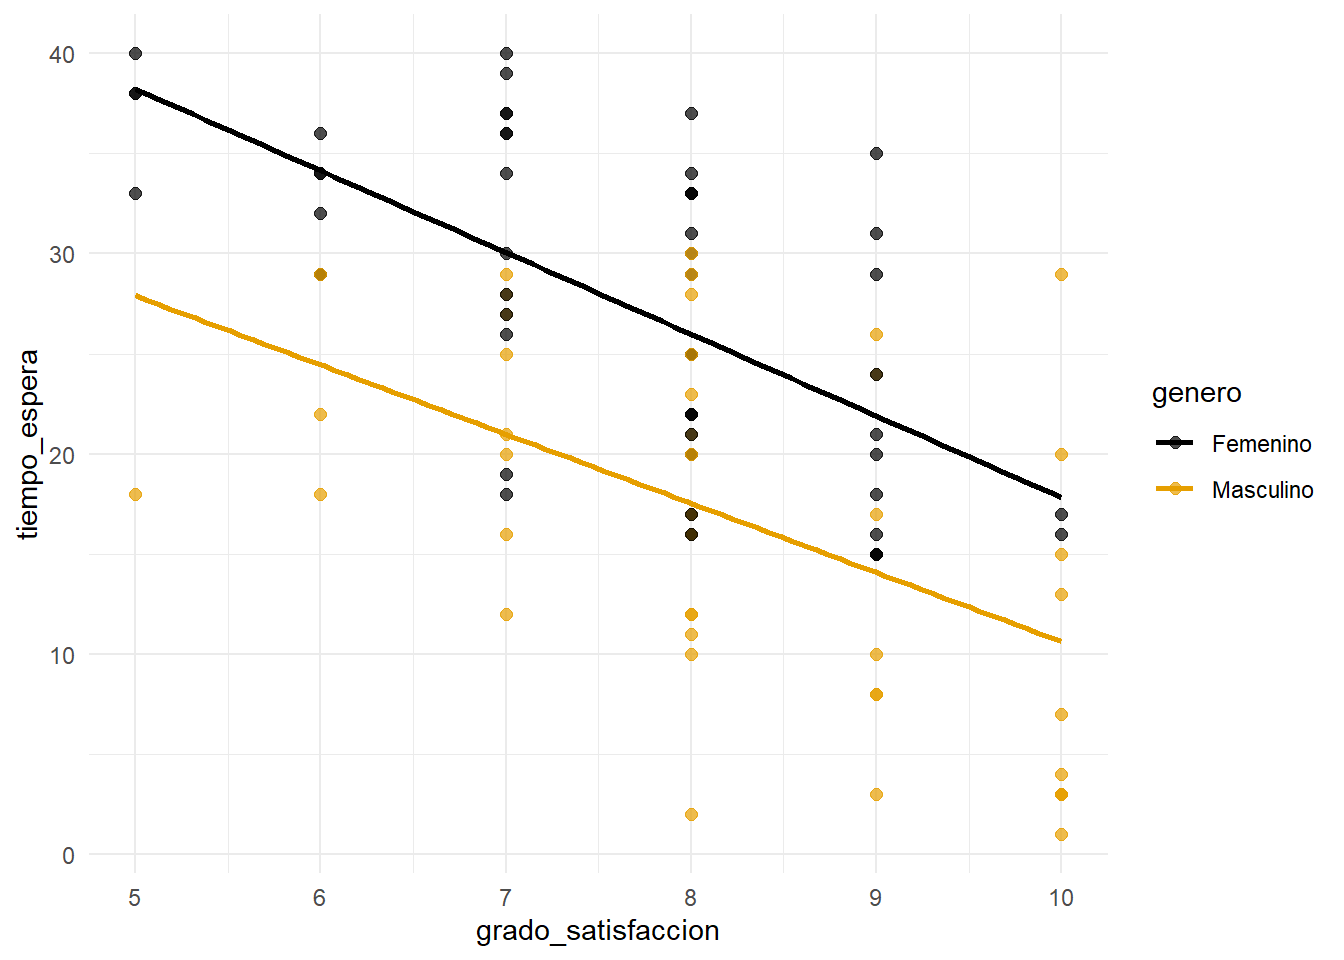 40
30
20
10
0
tiempo_espera
5 6 7 8 9 10
grado_satisfaccion
genero
Femenino
Masculino